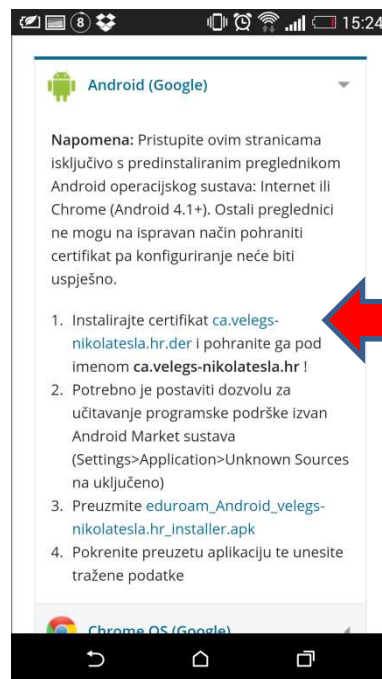 8 15:24
Android (Google)
Napomena: Pristupite ovim stranicama
isključivo s predinstaliranim preglednikom
Android operacijskog sustava: Internet ili
Chrome (Android 4.1+). Ostali preglednici
ne mogu na ispravan način pohraniti
certifikat pa konfiguriranje neće biti
uspješno.
1. Instalirajte certifikat ca.velegs-
nikolatesla.hr.der i pohranite ga pod
imenom ca.velegs-nikolatesla.hr !
2. Potrebno je postaviti dozvolu za
učitavanje programske podrške izvan
Android Market sustava
(Settings>Application>Unknown Sources
na uključeno)
3. Preuzmite eduroam_Android_velegs-
nikolatesla.hr_installer.apk
4. Pokrenite preuzetu aplikaciju te unesite
tražene podatke
Chrome OS (Google)